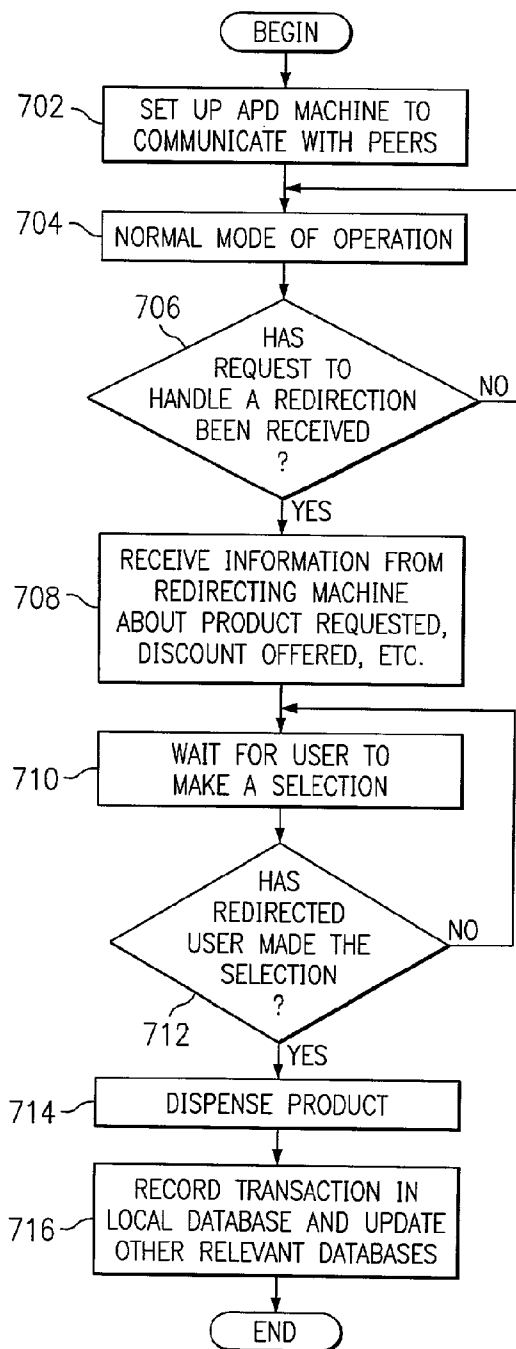 BEGIN
702
SET UP APD MACHINE TO
COMMUNICATE WITH PEERS
704
NORMAL MODE OF OPERATION
706
HAS
REQUEST TO
HANDLE A REDIRECTION
BEEN RECEIVED
?
NO
YES
708
RECEIVE INFORMATION FROM
REDIRECTING MACHINE
ABOUT PRODUCT REQUESTED,
DISCOUNT OFFERED, ETC.
710
WAIT FOR USER TO
MAKE A SELECTION
HAS
REDIRECTED
USER MADE THE
SELECTION
?
NO
712
YES
714
DISPENSE PRODUCT
716
RECORD TRANSACTION IN
LOCAL DATABASE AND UPDATE
OTHER RELEVANT DATABASES
END